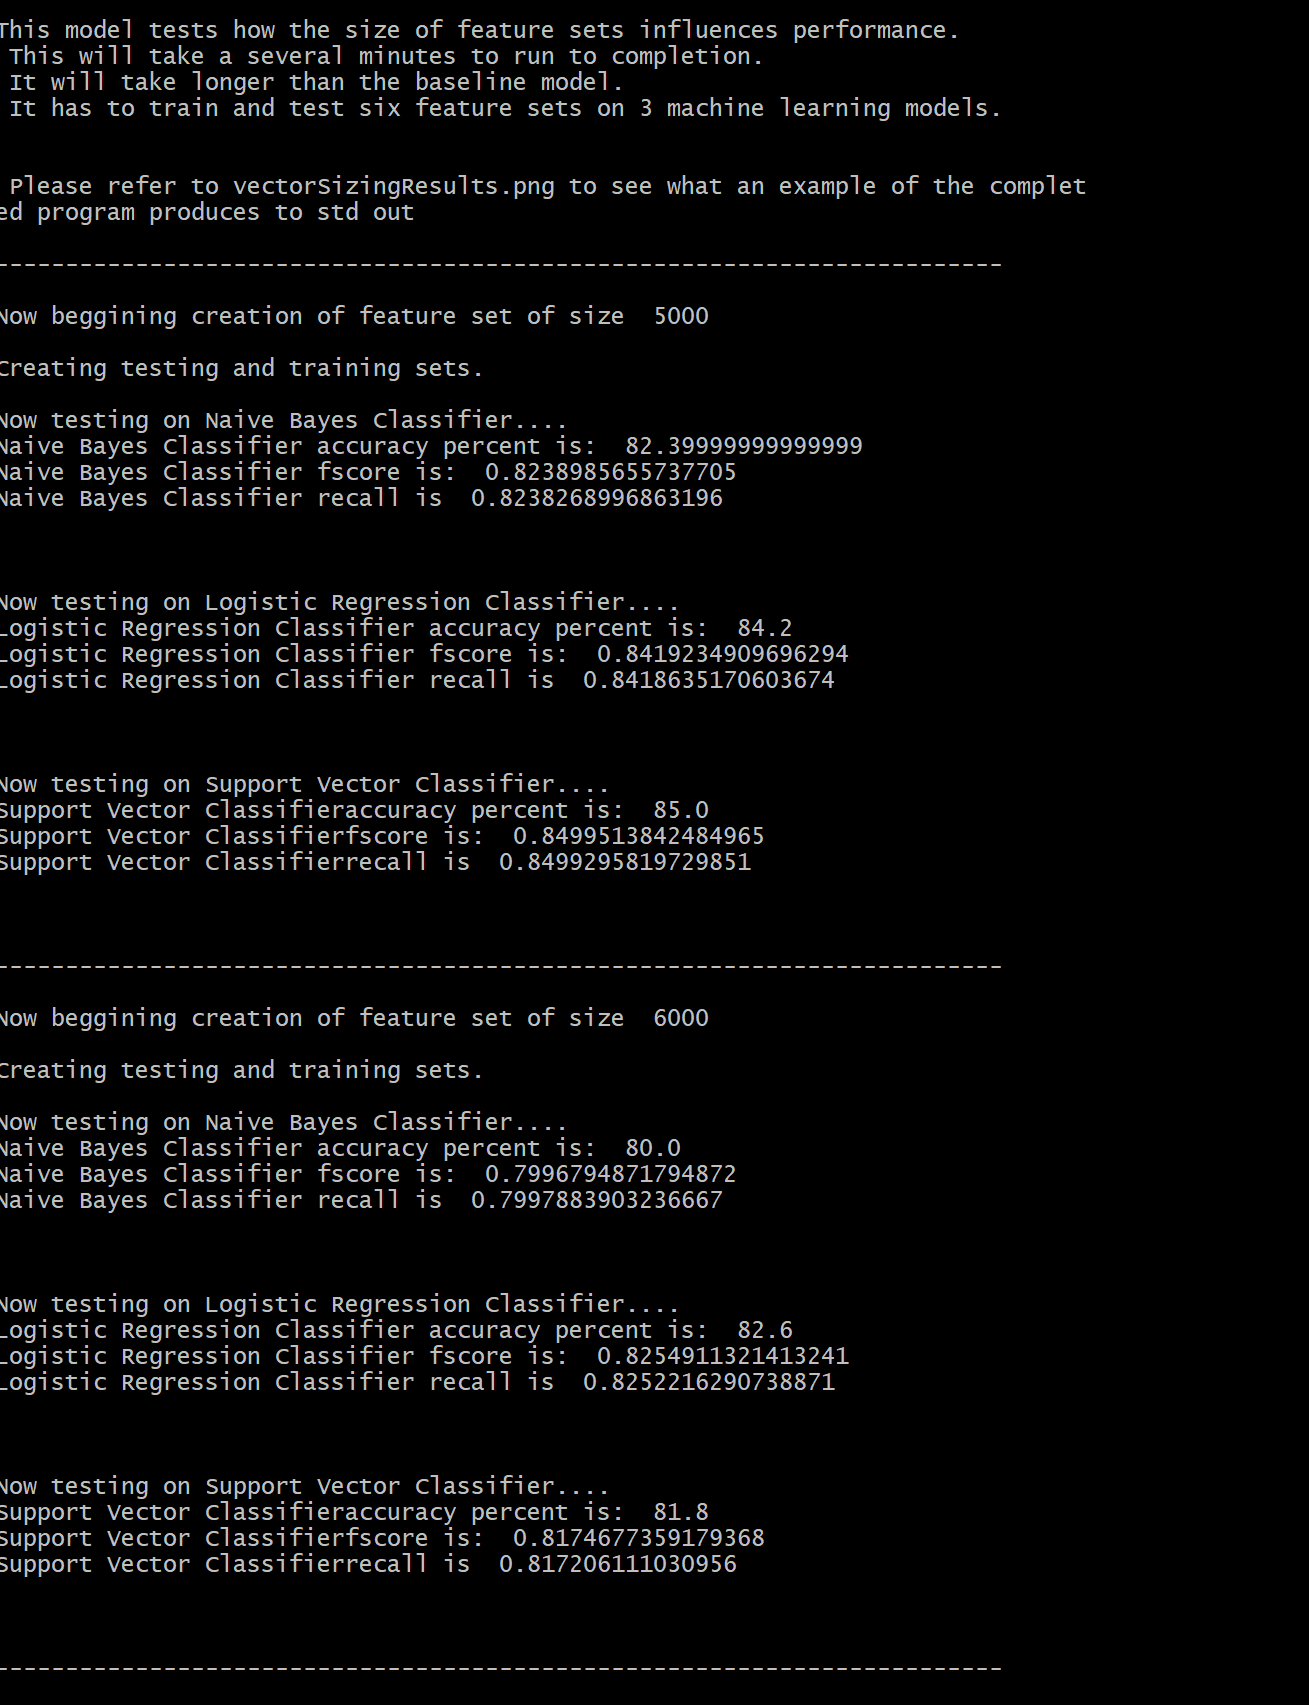 This model tests how the size of feature sets influences performance.
This will take a several minutes to run to completion.
It will take longer than the baseline model.
It has to train and test six feature sets on 3 machine learning models.
Please refer to vectorSizingResults.png to see what an example of the complet
ed program produces to std out
------------------------------------------------------------------------
Now beggining creation of feature set of size  5000
Creating testing and training sets.
Now testing on Naive Bayes Classifier....
Naive Bayes Classifier accuracy percent is:  82.39999999999999
Naive Bayes Classifier fscore is:  0.8238985655737705
Naive Bayes Classifier recall is  0.8238268996863196
Now testing on Logistic Regression Classifier....
Logistic Regression Classifier accuracy percent is:  84.2
Logistic Regression Classifier fscore is:  0.8419234909696294
Logistic Regression Classifier recall is  0.8418635170603674
Now testing on Support Vector Classifier....
Support Vector Classifieraccuracy percent is:  85.0
Support Vector Classifierfscore is:  0.8499513842484965
Support Vector Classifierrecall is  0.8499295819729851
------------------------------------------------------------------------
Now beggining creation of feature set of size  6000
Creating testing and training sets.
Now testing on Naive Bayes Classifier....
Naive Bayes Classifier accuracy percent is:  80.0
Naive Bayes Classifier fscore is:  0.7996794871794872
Naive Bayes Classifier recall is  0.7997883903236667
Now testing on Logistic Regression Classifier....
Logistic Regression Classifier accuracy percent is:  82.6
Logistic Regression Classifier fscore is:  0.8254911321413241
Logistic Regression Classifier recall is  0.8252216290738871
Now testing on Support Vector Classifier....
Support Vector Classifieraccuracy percent is:  81.8
Support Vector Classifierfscore is:  0.8174677359179368
Support Vector Classifierrecall is  0.817206111030956
------------------------------------------------------------------------